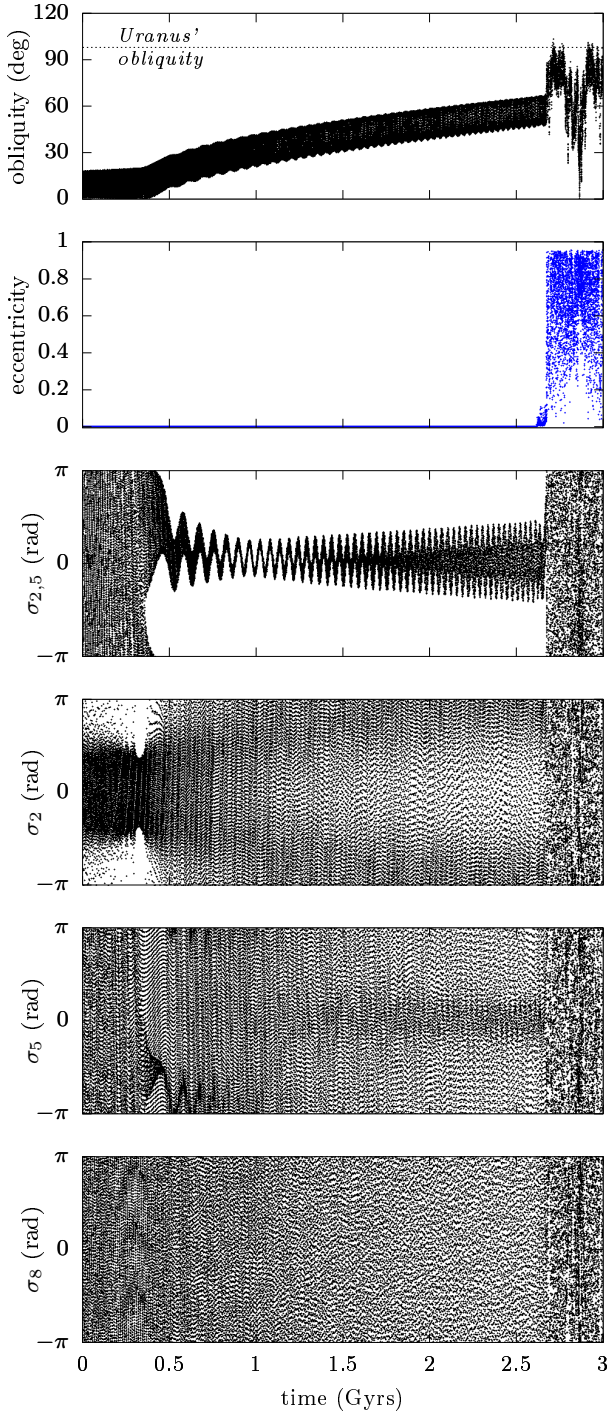 120
90
60
30
0
obliquity (deg)
Uranus'
obliquity
1
0.8
0.6
0.4
0.2
0
eccentricity
π
0
−π
σ2,5 (rad)
π
0
−π
σ2 (rad)
π
0
−π
σ5 (rad)
π
0
−π
σ8 (rad)
0 0.5 1 1.5 2 2.5 3
time (Gyrs)